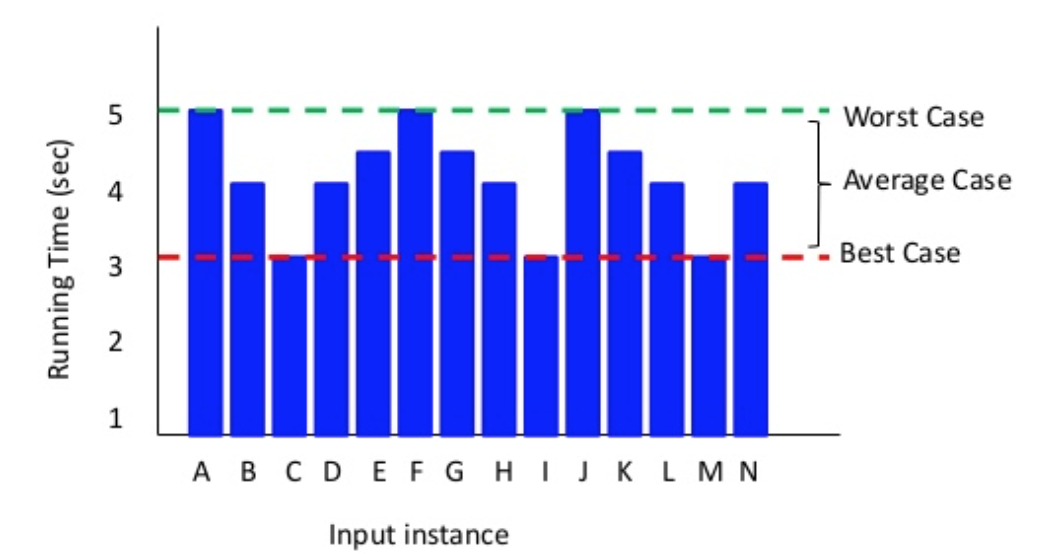 Running Time (sec)
5
4
3
2
1
Worst Case
Average Case
Best Case
A B C D E F G H I J K L M N
Input instance